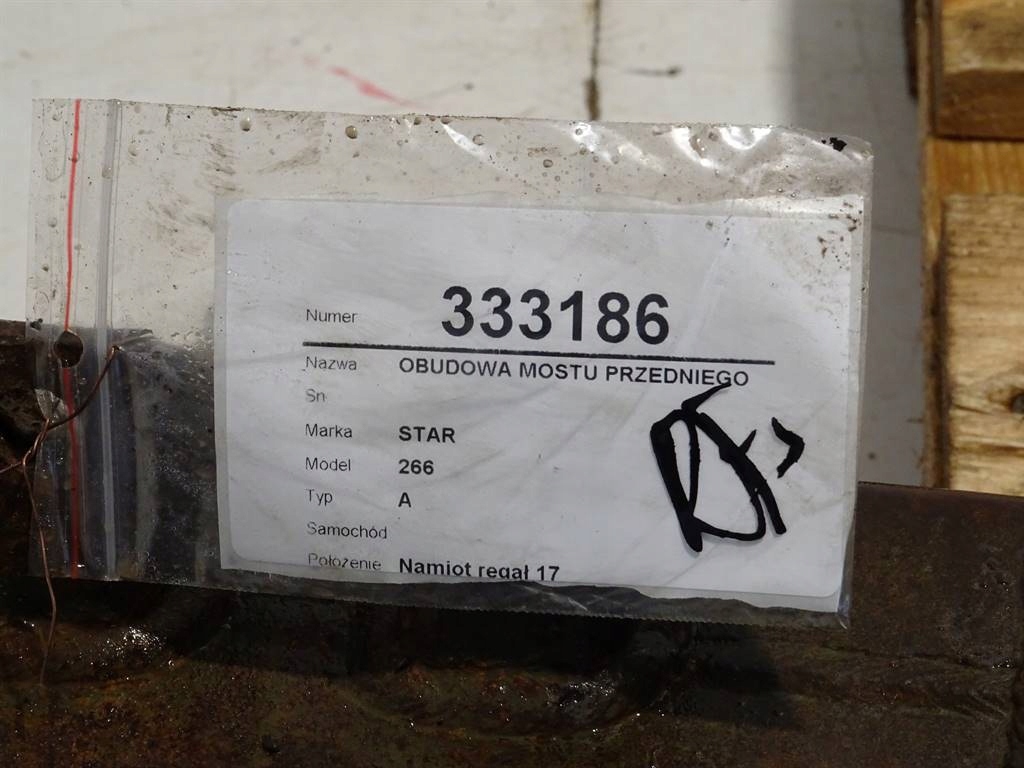 Numer 333186
Nazwa OBUDOWA MOSTU PRZEDNIEGO
Sn
Marka STAR
Model 266
Typ A
Samochód
Położenie Namiot regał 17